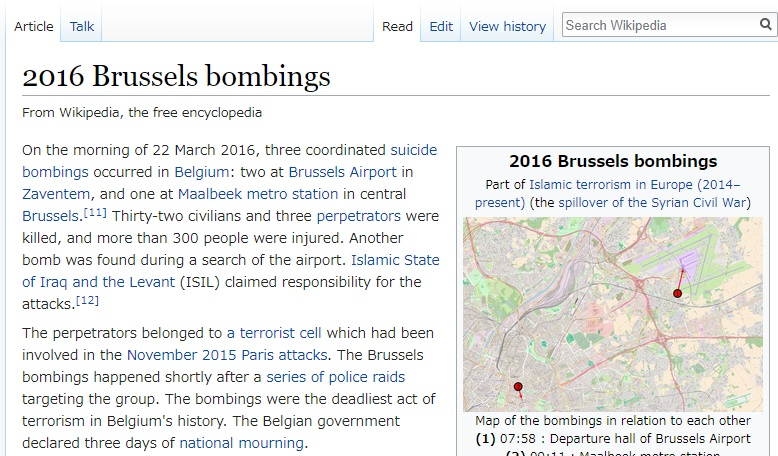 Article Talk Read Edit View history Search Wikipedia
2016 Brussels bombings
From Wikipedia, the free encyclopedia
On the morning of 22 March 2016, three coordinated suicide
bombings occurred in Belgium: two at Brussels Airport in
Zaventem, and one at Maalbeek metro station in central
Brussels.[11] Thirty-two civilians and three perpetrators were
killed, and more than 300 people were injured. Another
bomb was found during a search of the airport. Islamic State
of Iraq and the Levant (ISIL) claimed responsibility for the
attacks.[12]
The perpetrators belonged to a terrorist cell which had been
involved in the November 2015 Paris attacks. The Brussels
bombings happened shortly after a series of police raids
targeting the group. The bombings were the deadliest act of
terrorism in Belgium's history. The Belgian government
declared three days of national mourning.
2016 Brussels bombings
Part of Islamic terrorism in Europe (2014–
present) (the spillover of the Syrian Civil War)
Map of the bombings in relation to each other
(1) 07:58 : Departure hall of Brussels Airport
(2) 09:11 : Maalbeek metro station